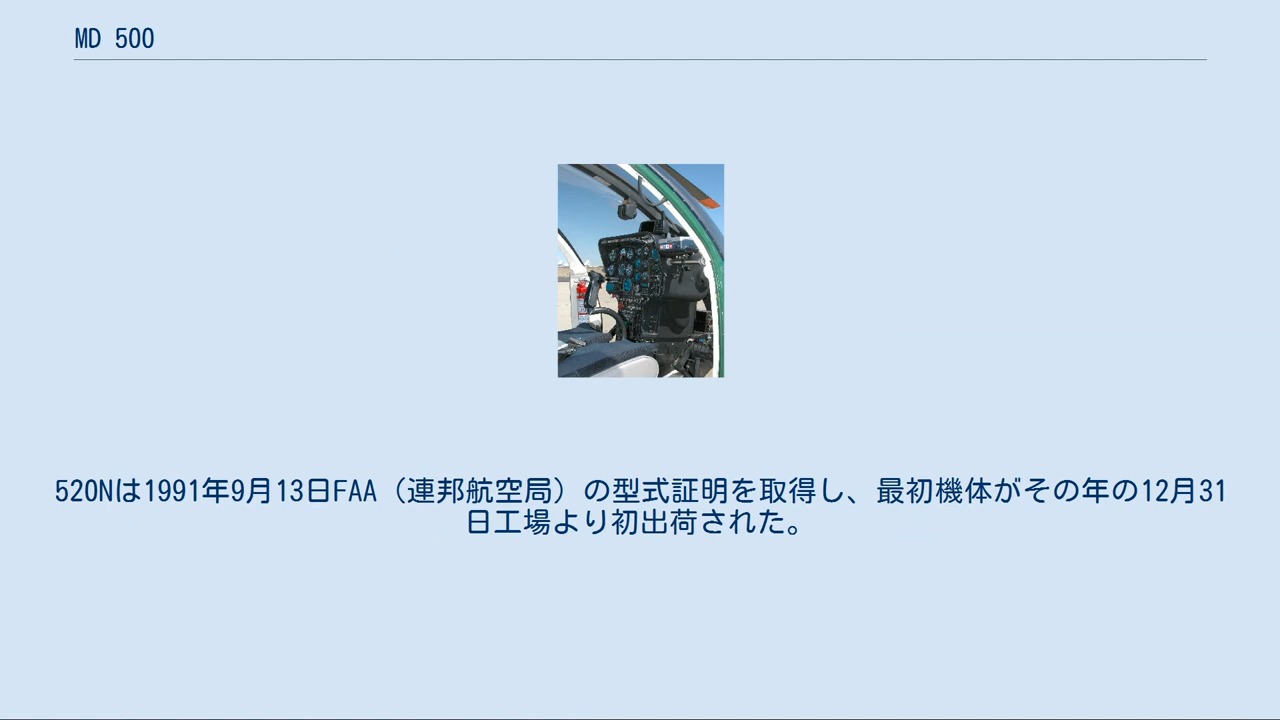 MD 500
520Nは1991年9月13日FAA（連邦航空局）の型式証明を取得し、最初機体がその年の12月31
日工場より初出荷された。